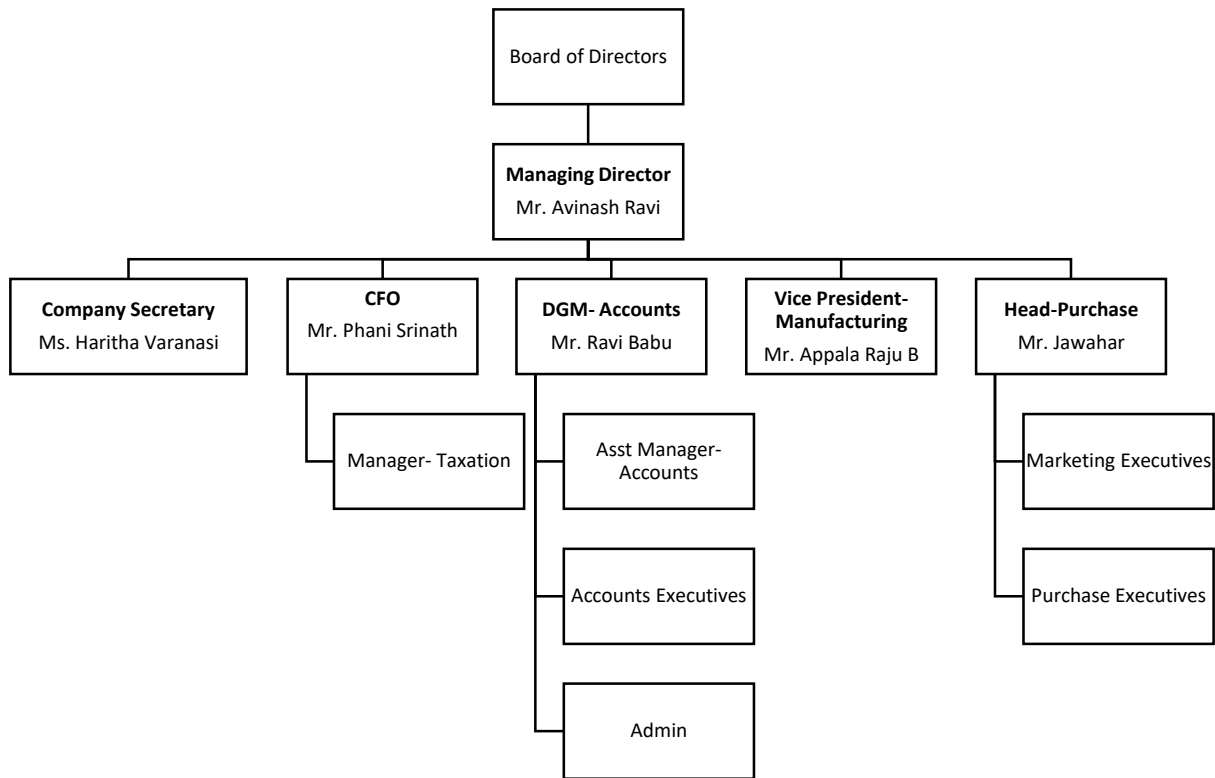 Board of Directors
Managing Director
Mr. Avinash Ravi
Company Secretary
Ms. Haritha Varanasi
CFO
Mr. Phani Srinath
DGM- Accounts
Mr. Ravi Babu
Vice President-
Manufacturing
Mr. Appala Raju B
Head-Purchase
Mr. Jawahar
Manager- Taxation
Asst Manager-
Accounts
Marketing Executives
Accounts Executives
Purchase Executives
Admin